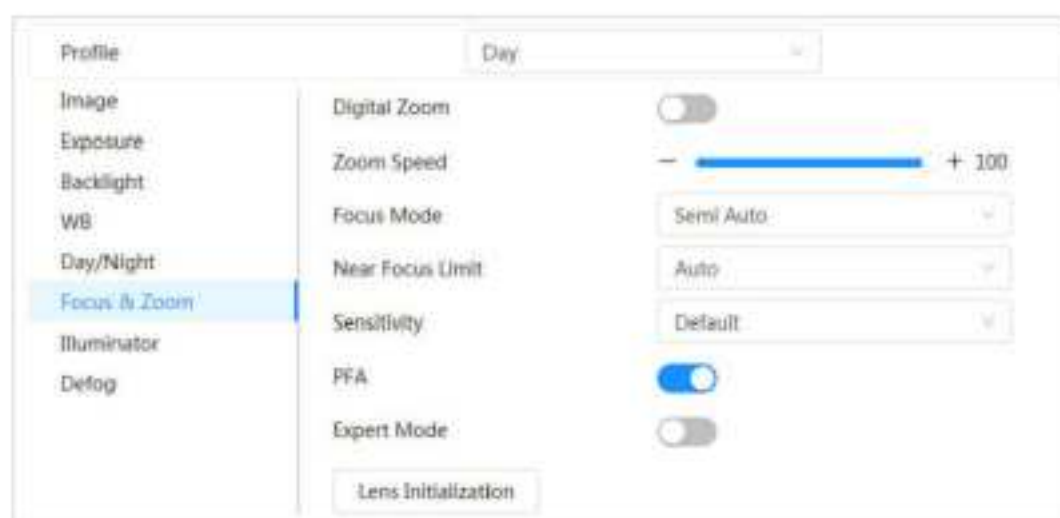 Profile Day
Image
Exposure
Backlight
WB
Day/Night
Focus & Zoom
Illuminator
Defog
Digital Zoom
Zoom Speed − + 100
Focus Mode Semi Auto
Near Focus Limit Auto
Sensitivity Default
PFA
Expert Mode
Lens Initialization